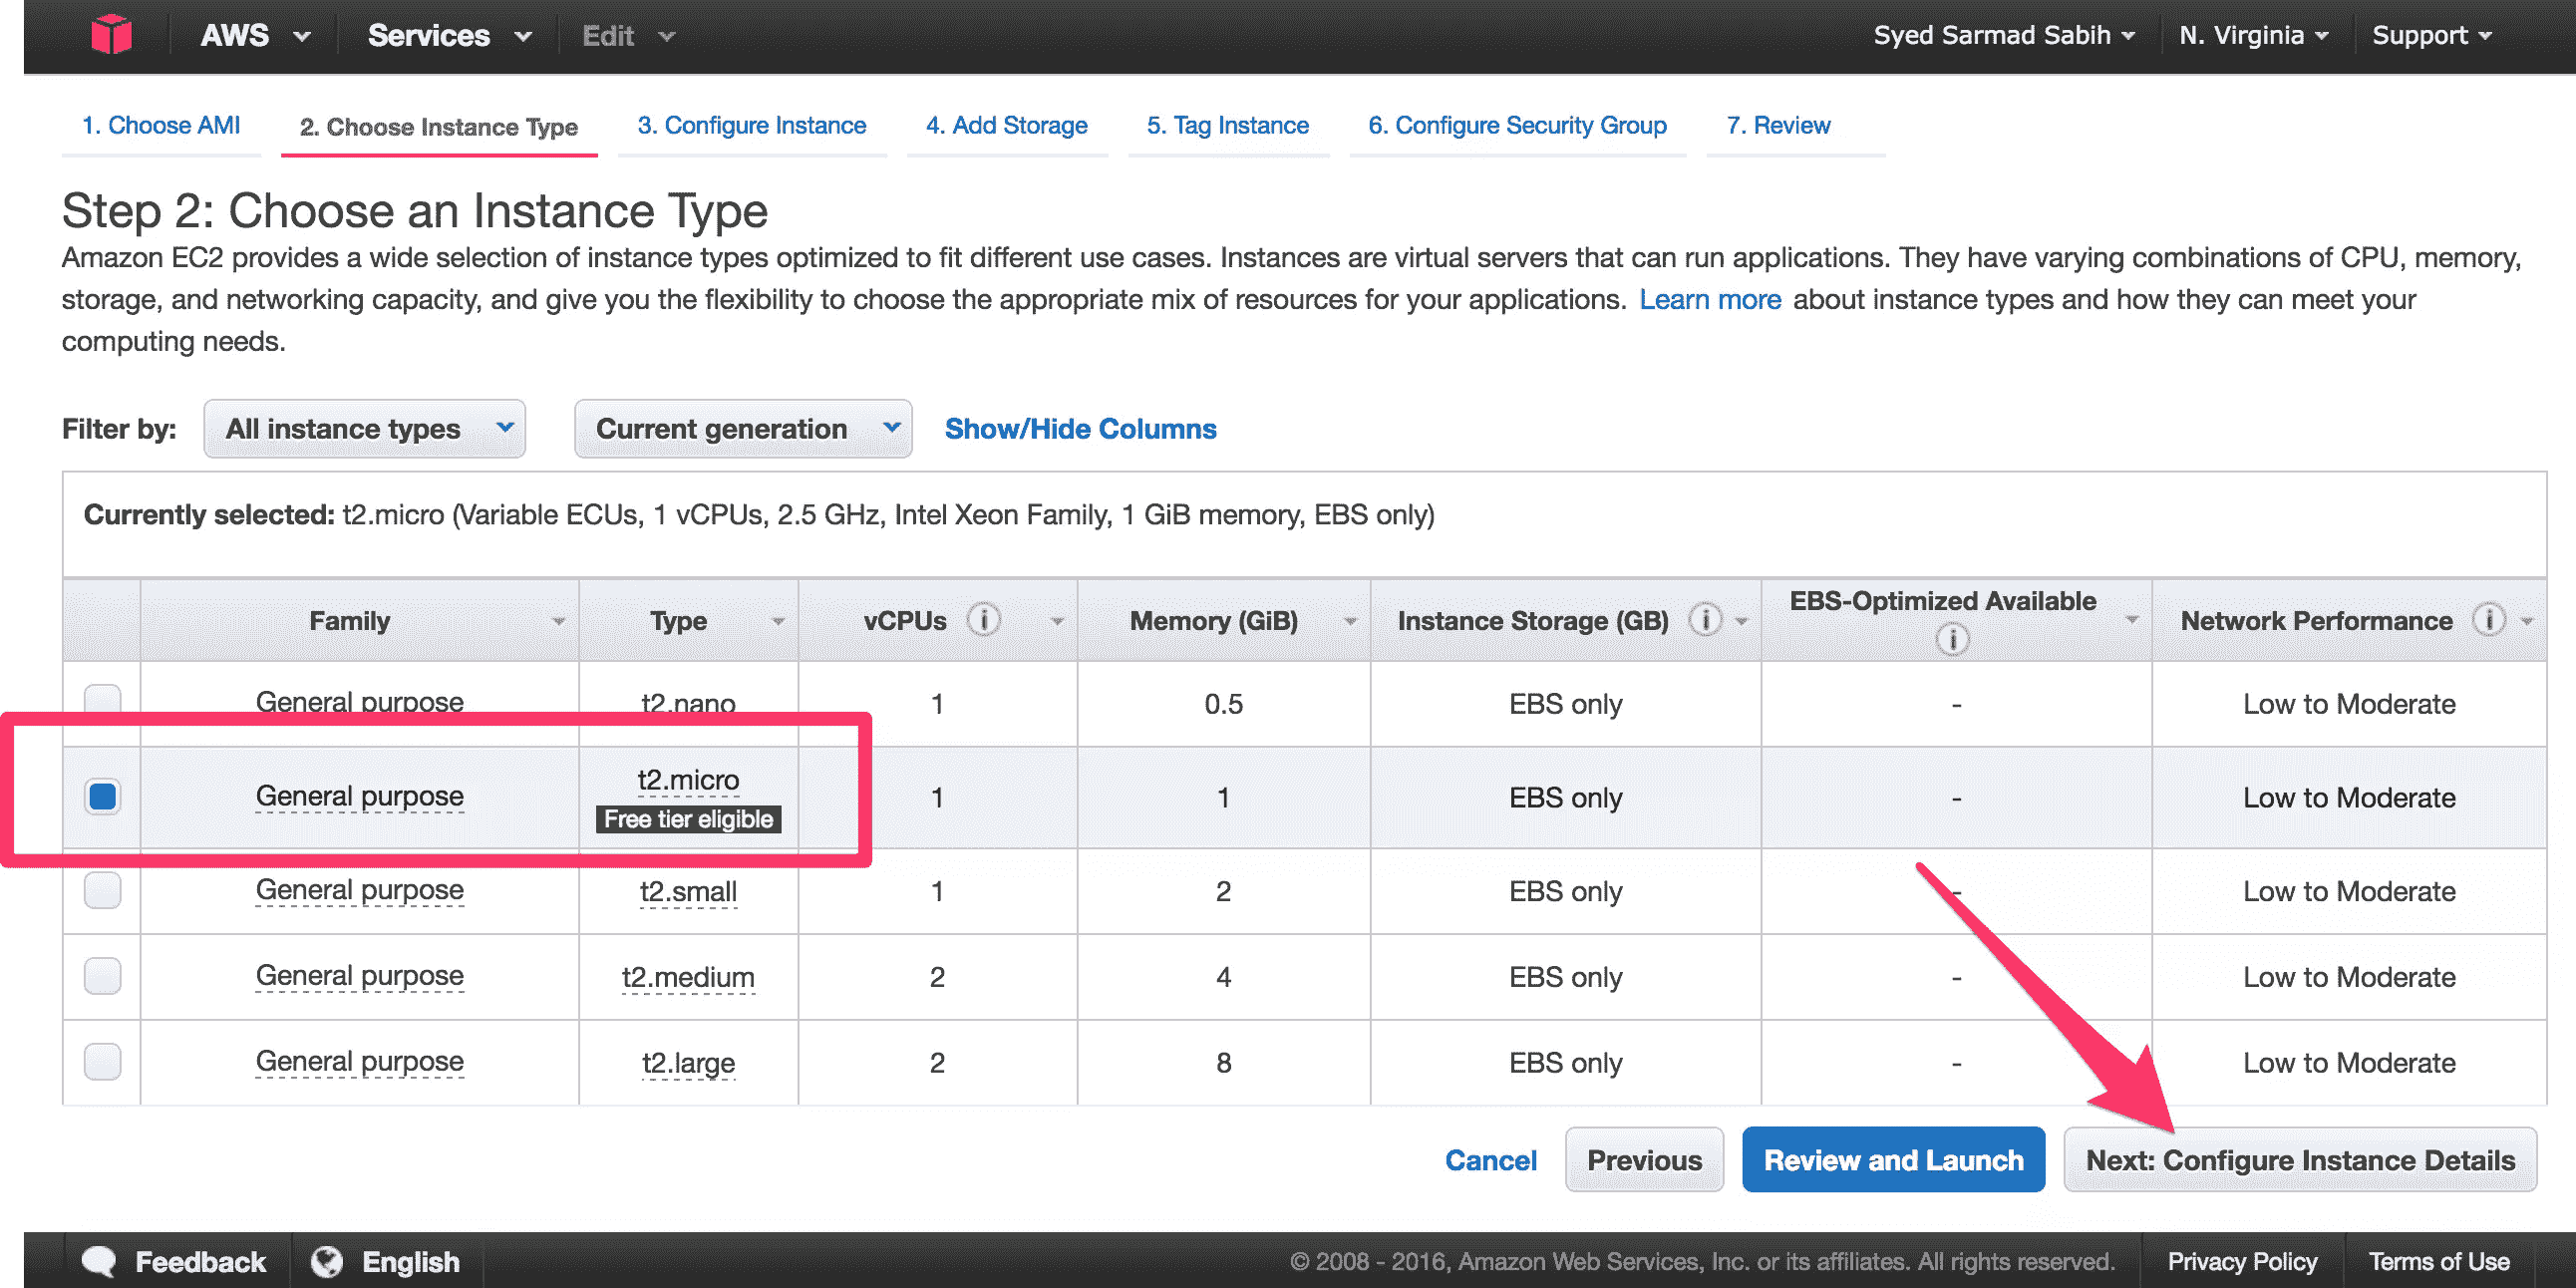 AWS Services Edit Syed Sarmad Sabih N. Virginia Support
1. Choose AMI 2. Choose Instance Type 3. Configure Instance 4. Add Storage 5. Tag Instance 6. Configure Security Group 7. Review
Step 2: Choose an Instance Type
Amazon EC2 provides a wide selection of instance types optimized to fit different use cases. Instances are virtual servers that can run applications. They have varying combinations of CPU, memory,
storage, and networking capacity, and give you the flexibility to choose the appropriate mix of resources for your applications. Learn more about instance types and how they can meet your
computing needs.
Filter by: All instance types Current generation Show/Hide Columns
Currently selected: t2.micro (Variable ECUs, 1 vCPUs, 2.5 GHz, Intel Xeon Family, 1 GiB memory, EBS only)
Family Type vCPUs i Memory (GiB) Instance Storage (GB) i EBS-Optimized Available i Network Performance i
General purpose t2.nano 1 0.5 EBS only - Low to Moderate
General purpose t2.micro 1 1 EBS only - Low to Moderate
Free tier eligible
General purpose t2.small 1 2 EBS only - Low to Moderate
General purpose t2.medium 2 4 EBS only - Low to Moderate
General purpose t2.large 2 8 EBS only - Low to Moderate
Cancel Previous Review and Launch Next: Configure Instance Details
Feedback English © 2008 - 2016, Amazon Web Services, Inc. or its affiliates. All rights reserved. Privacy Policy Terms of Use